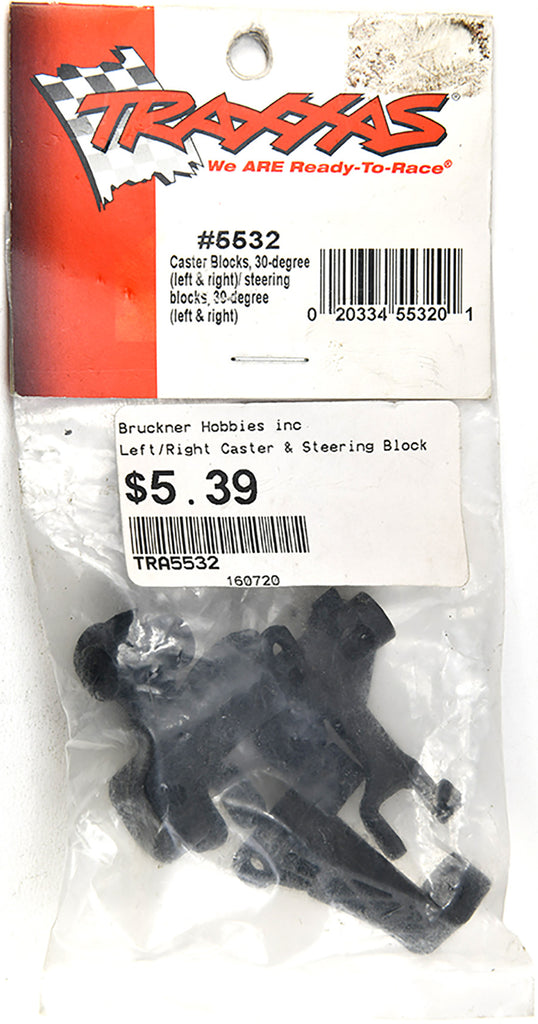 TRAXXAS®
We ARE Ready-To-Race®
#5532
Caster Blocks, 30-degree
(left & right)/ steering
blocks, 30-degree
(left & right)
0 20334 55320 1
Bruckner Hobbies inc
Left/Right Caster & Steering Block
$5.39
TRA5532
160720